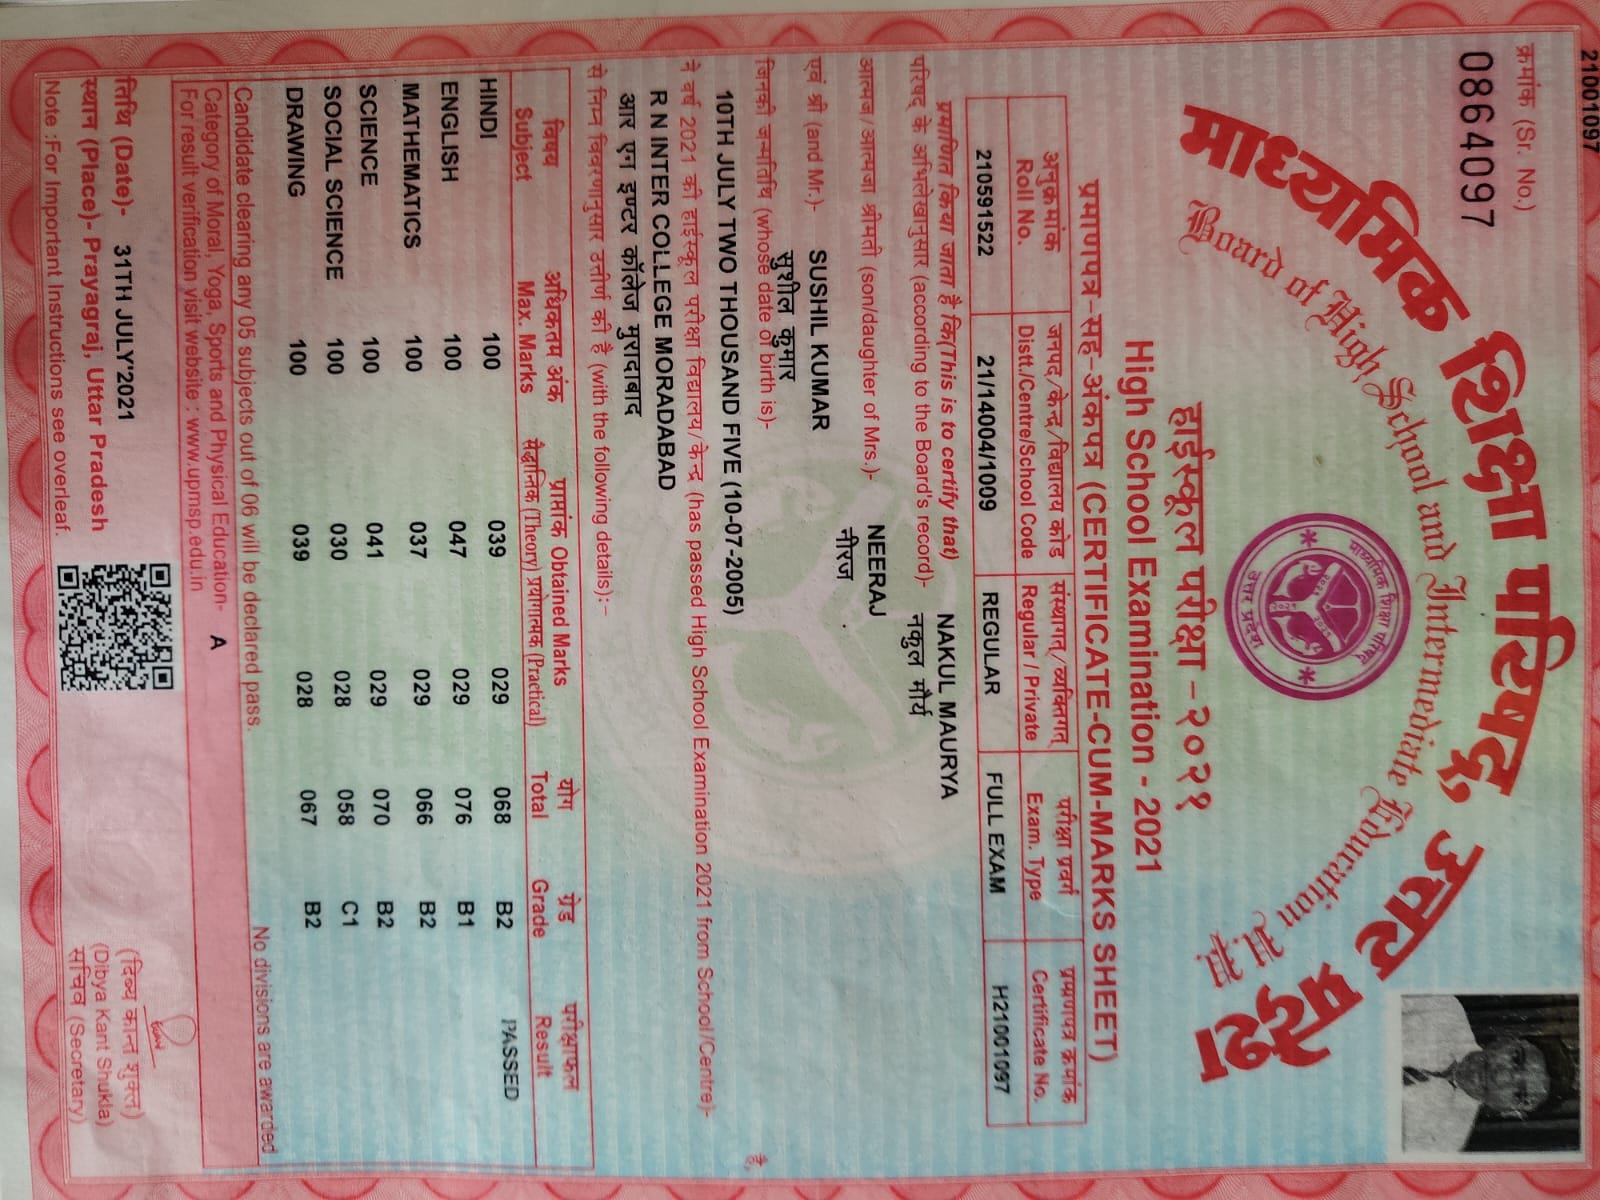 21001097
क्रमांक (Sr. No.)
0864097
माध्यमिक शिक्षा परिषद्, उत्तर प्रदेश
Board of High School and Intermediate Education U.P.
माध्यमिक शिक्षा परिषद
उत्तर प्रदेश
हाईस्कूल परीक्षा – २०२१
High School Examination - 2021
प्रमाणपत्र–सह–अंकपत्र (CERTIFICATE-CUM-MARKS SHEET)
अनुक्रमांक जनपद/केन्द्र/विद्यालय कोड संस्थागत/व्यक्तिगत् परीक्षा प्रवर्ग प्रमाणपत्र क्रमांक
Roll No. Distt./Centre/School Code Regular / Private Exam. Type Certificate No.
210591522 21/14004/1009 REGULAR FULL EXAM H21001097
प्रमाणित किया जाता है कि(This is to certify that) NAKUL MAURYA
परिषद के अभिलेखानुसार (according to the Board's record)- नकुल मौर्य
आत्मज/आत्मजा श्रीमती (son/daughter of Mrs.)- NEERAJ
नीरज
एवं श्री (and Mr.)- SUSHIL KUMAR
सुशील कुमार
जिनकी जन्मतिथि (whose date of birth is)-
10TH JULY TWO THOUSAND FIVE (10-07-2005) है,
ने वर्ष 2021 की हाईस्कूल परीक्षा विद्यालय/केन्द्र (has passed High School Examination 2021 from School/Centre)-
R N INTER COLLEGE MORADABAD
आर एन इण्टर कॉलेज मुरादाबाद
से निम्न विवरणानुसार उत्तीर्ण की है (with the following details):–
विषय अधिकतम अंक प्राप्तांक Obtained Marks योग ग्रेड परीक्षाफल
Subject Max. Marks सैद्धान्तिक (Theory) प्रयोगात्मक (Practical) Total Grade Result
HINDI 100 039 029 068 B2 PASSED
ENGLISH 100 047 029 076 B1
MATHEMATICS 100 037 029 066 B2
SCIENCE 100 041 029 070 B2
SOCIAL SCIENCE 100 030 028 058 C1
DRAWING 100 039 028 067 B2
No divisions are awarded
Candidate clearing any 05 subjects out of 06 will be declared pass.
Category of Moral, Yoga, Sports and Physical Education- A
For result verification visit website : www.upmsp.edu.in
तिथि (Date)- 31TH JULY'2021
स्थान (Place)- Prayagraj, Uttar Pradesh
Note :For Important Instructions see overleaf.
(दिव्य कान्त शुक्ल)
(Dibya Kant Shukla)
सचिव (Secretary)